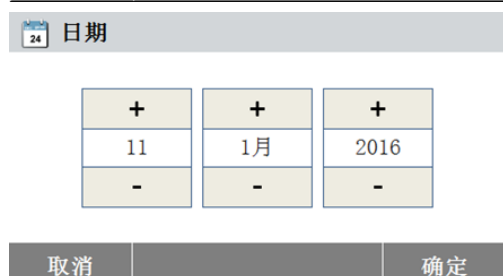 24 日期
+ + +
11 1月 2016
- - -
取消 确定